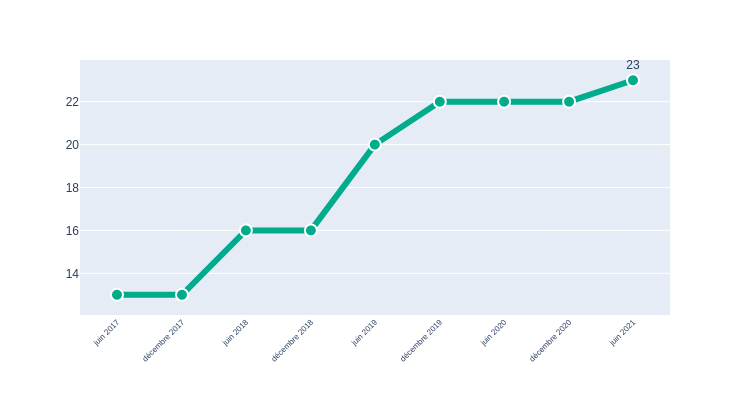 23
22
20
18
16
14
juin 2017
décembre 2017
juin 2018
décembre 2018
juin 2019
décembre 2019
juin 2020
décembre 2020
juin 2021